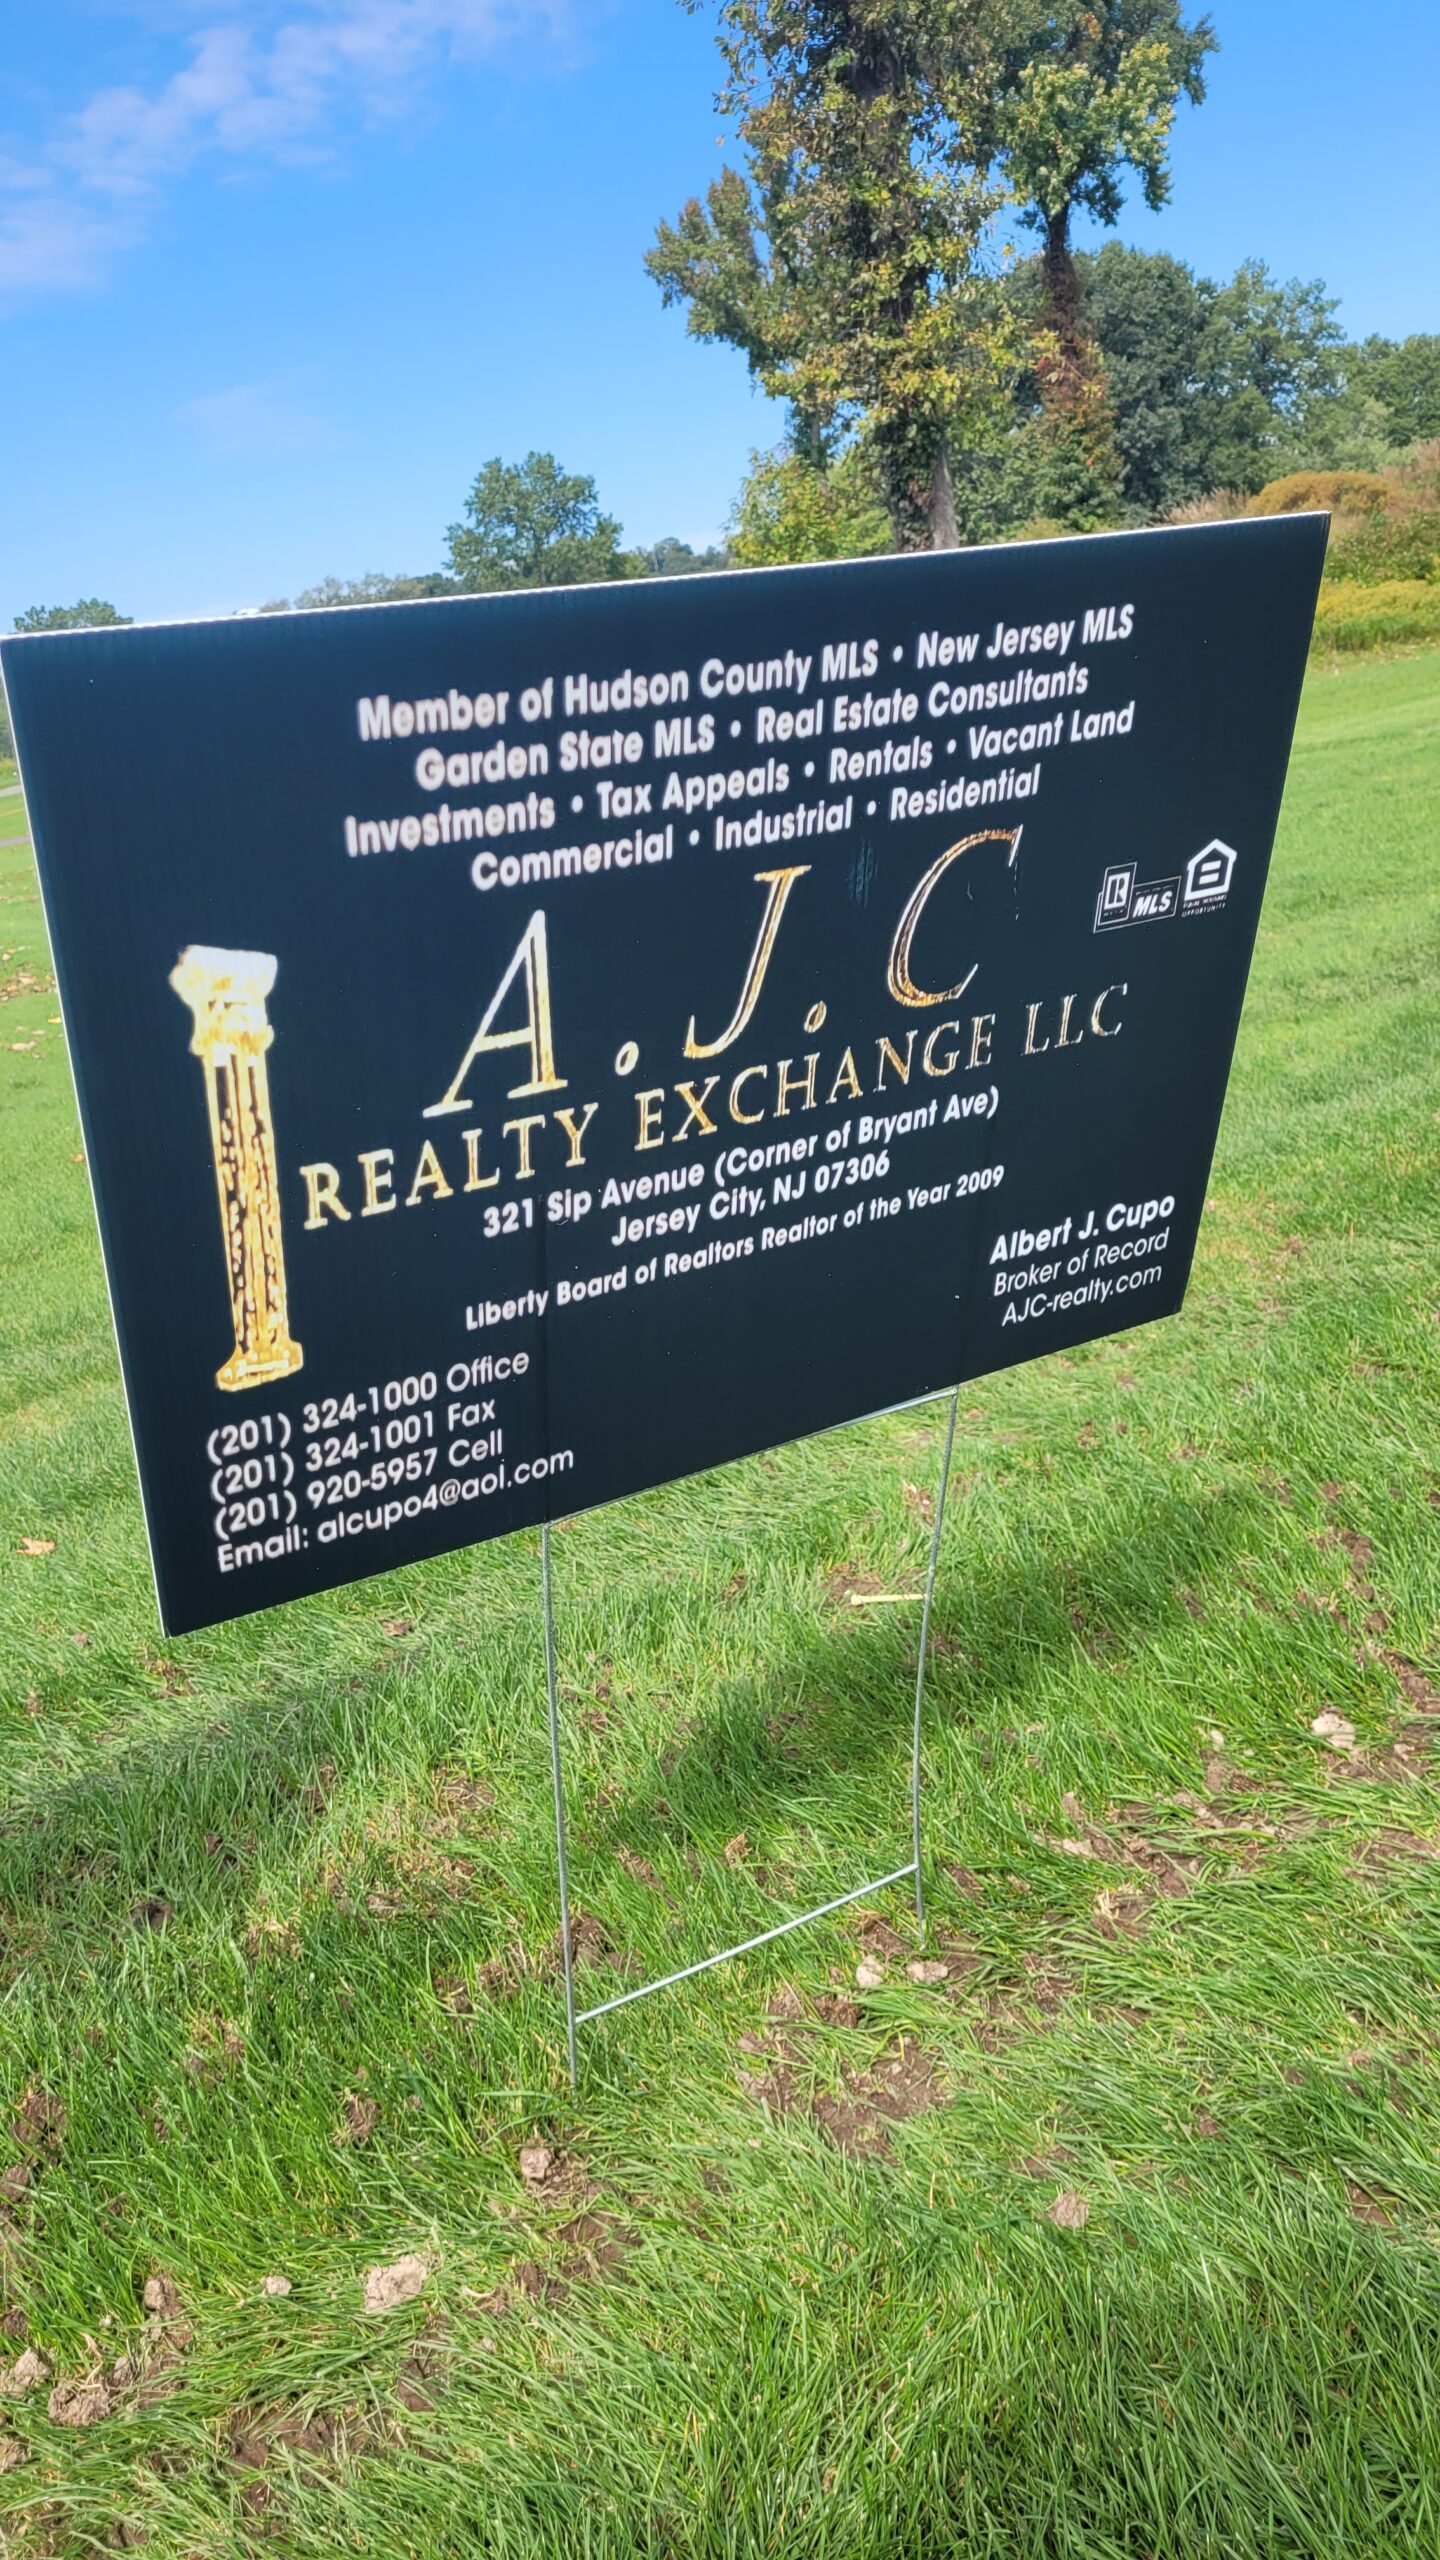 Member of Hudson County MLS • New Jersey MLS
Garden State MLS • Real Estate Consultants
Investments • Tax Appeals • Rentals • Vacant Land
Commercial • Industrial • Residential
A.J.C
REALTY EXCHANGE LLC
R
MLS
321 Sip Avenue (Corner of Bryant Ave)
Jersey City, NJ 07306
Liberty Board of Realtors Realtor of the Year 2009
Albert J. Cupo
Broker of Record
AJC-realty.com
(201) 324-1000 Office
(201) 324-1001 Fax
(201) 920-5957 Cell
Email: alcupo4@aol.com